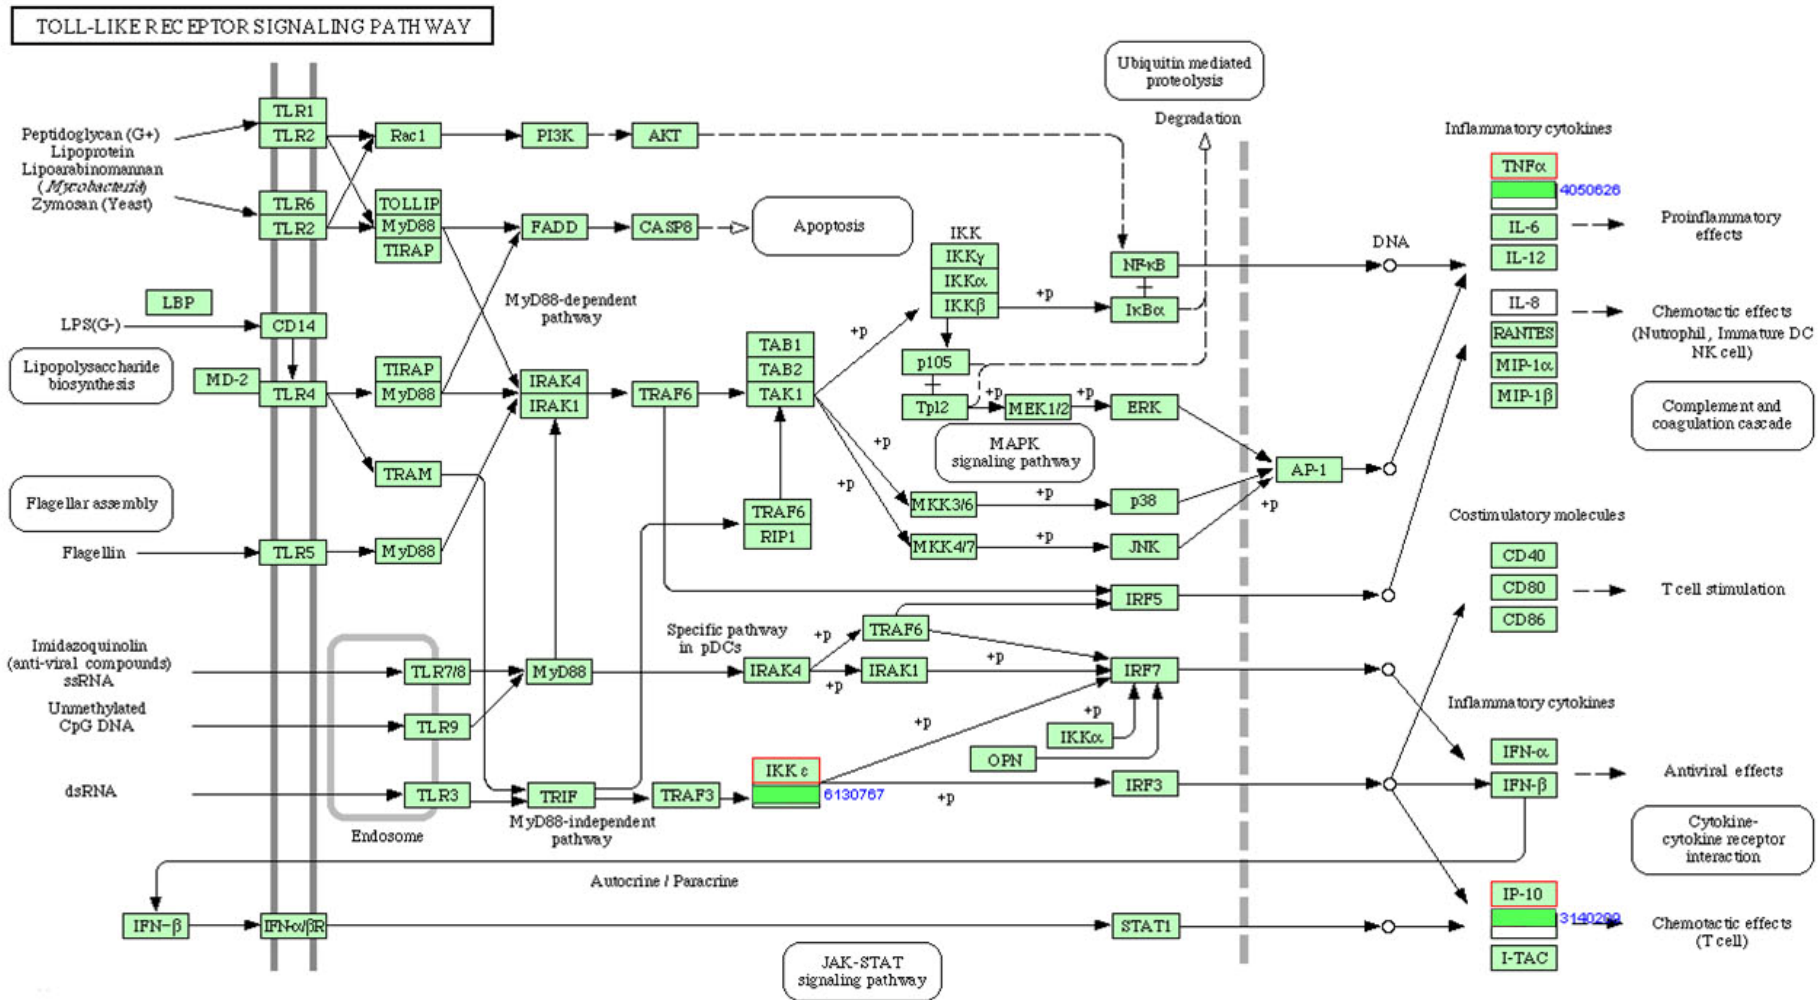 TOLL-LIKE RECEPTOR SIGNALING PATHWAY
Ubiquitin mediated
proteolysis
Degradation
Peptidoglycan (G+)
Lipoprotein
Lipoarabinomannan
(Mycobacteria)
Zymosan (Yeast)
TLR1
TLR2
Rac1
PI3K
AKT
TLR6
TLR2
TOLLIP
MyD88
TIRAP
FADD
CASP8
Apoptosis
IKK
IKKγ
IKKα
IKKβ
+p
NF-κB
IκBα
DNA
Inflammatory cytokines
TNFα
4050626
IL-6
IL-12
Proinflammatory
effects
LBP
LPS(G-)
CD14
MyD88-dependent
pathway
IL-8
RANTES
MIP-1α
MIP-1β
Chemotactic effects
(Nutrophil, Immature DC
NK cell)
Lipopolysaccharide
biosynthesis
MD-2
TLR4
TIRAP
MyD88
IRAK4
IRAK1
TRAF6
TAB1
TAB2
TAK1
+p
p105
Tpl2
+p
MEK1/2
+p
ERK
MAPK
signaling pathway
Complement and
coagulation cascade
AP-1
TRAM
+p
+p
MKK3/6
+p
p38
+p
Flagellar assembly
TRAF6
RIP1
MKK4/7
+p
JNK
Flagellin
TLR5
MyD88
Costimulatory molecules
CD40
CD80
CD86
T cell stimulation
IRF5
Imidazoquinolin
(anti-viral compounds)
ssRNA
TLR7/8
MyD88
Specific pathway
in pDCs
IRAK4
+p
+p
TRAF6
IRAK1
+p
IRF7
Unmethylated
CpG DNA
TLR9
+p
+p
IKKα
OPN
Inflammatory cytokines
IFN-α
IFN-β
Antiviral effects
dsRNA
TLR3
TRIF
TRAF3
IKKε
6130767
+p
IRF3
Endosome
MyD88-independent
pathway
Cytokine-
cytokine receptor
interaction
Autocrine / Paracrine
IFN-β
IFN-α/βR
STAT1
IP-10
3140299
I-TAC
Chemotactic effects
(T cell)
JAK-STAT
signaling pathway